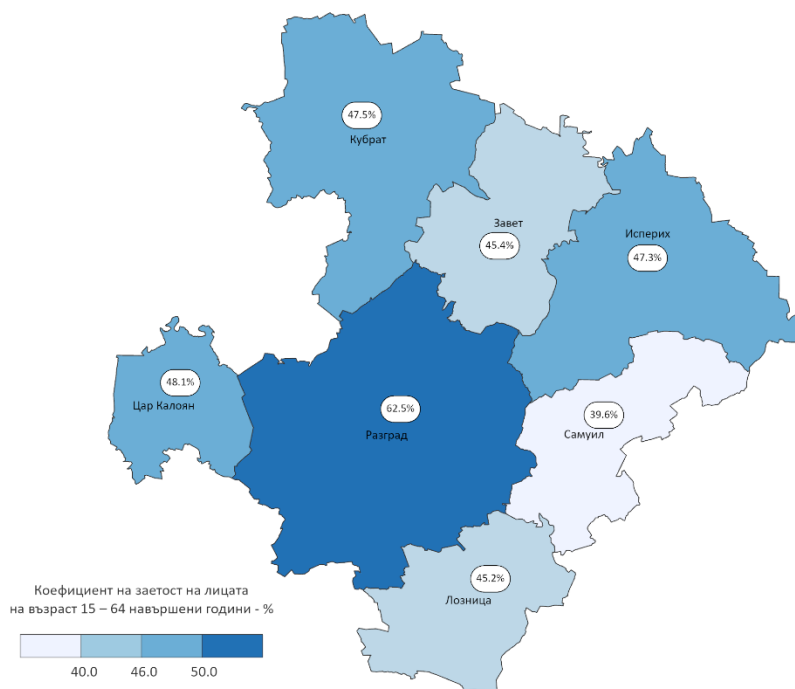 47.5%
Кубрат
Завет
45.4%
Исперих
47.3%
48.1%
Цар Калоян
62.5%
Разград
39.6%
Самуил
45.2%
Лозница
Коефициент на заетост на лицата
на възраст 15 – 64 навършени години - %
40.0 46.0 50.0